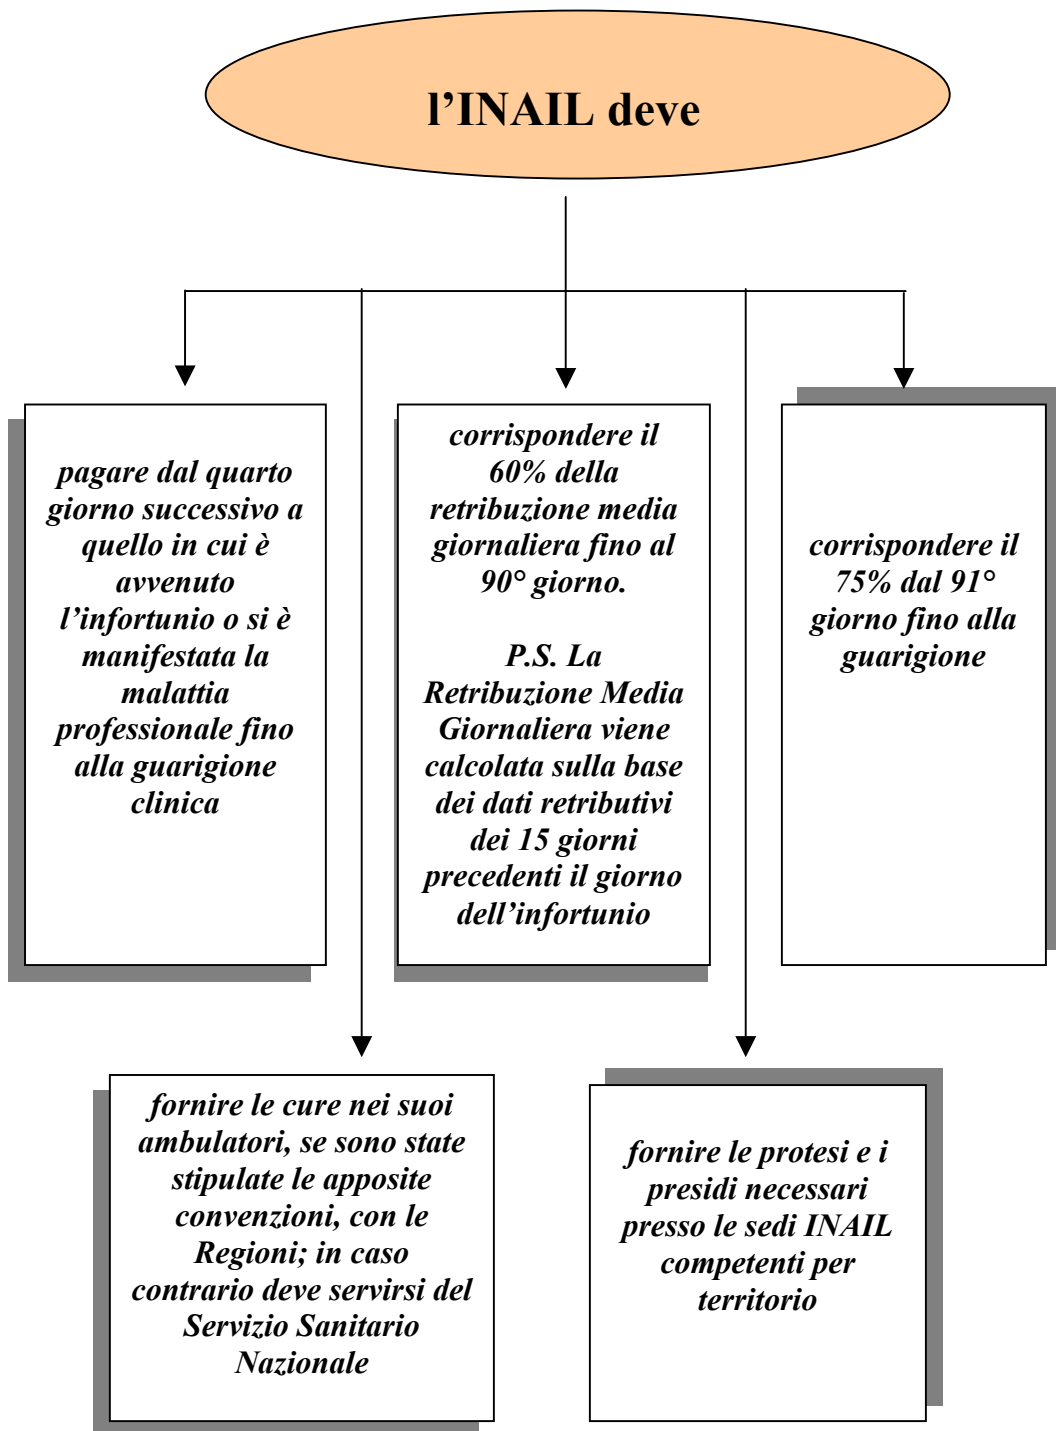 l’INAIL deve
pagare dal quarto
giorno successivo a
quello in cui è
avvenuto
l’infortunio o si è
manifestata la
malattia
professionale fino
alla guarigione
clinica
corrispondere il
60% della
retribuzione media
giornaliera fino al
90° giorno.
P.S. La
Retribuzione Media
Giornaliera viene
calcolata sulla base
dei dati retributivi
dei 15 giorni
precedenti il giorno
dell’infortunio
corrispondere il
75% dal 91°
giorno fino alla
guarigione
fornire le cure nei suoi
ambulatori, se sono state
stipulate le apposite
convenzioni, con le
Regioni; in caso
contrario deve servirsi del
Servizio Sanitario
Nazionale
fornire le protesi e i
presidi necessari
presso le sedi INAIL
competenti per
territorio